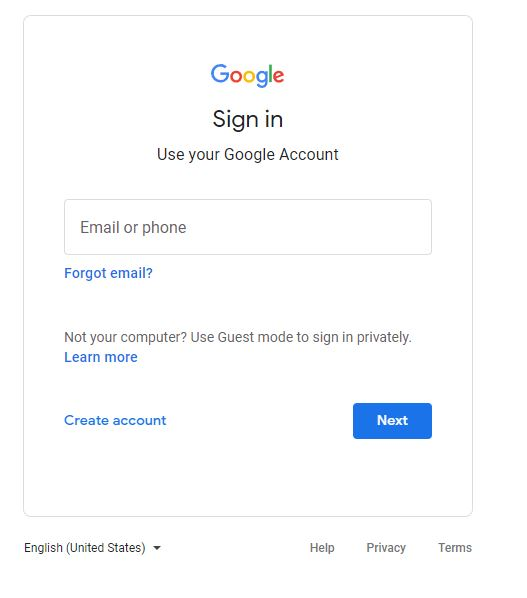 Google
Sign in
Use your Google Account
Email or phone
Forgot email?
Not your computer? Use Guest mode to sign in privately.
Learn more
Create account
Next
English (United States)
Help
Privacy
Terms